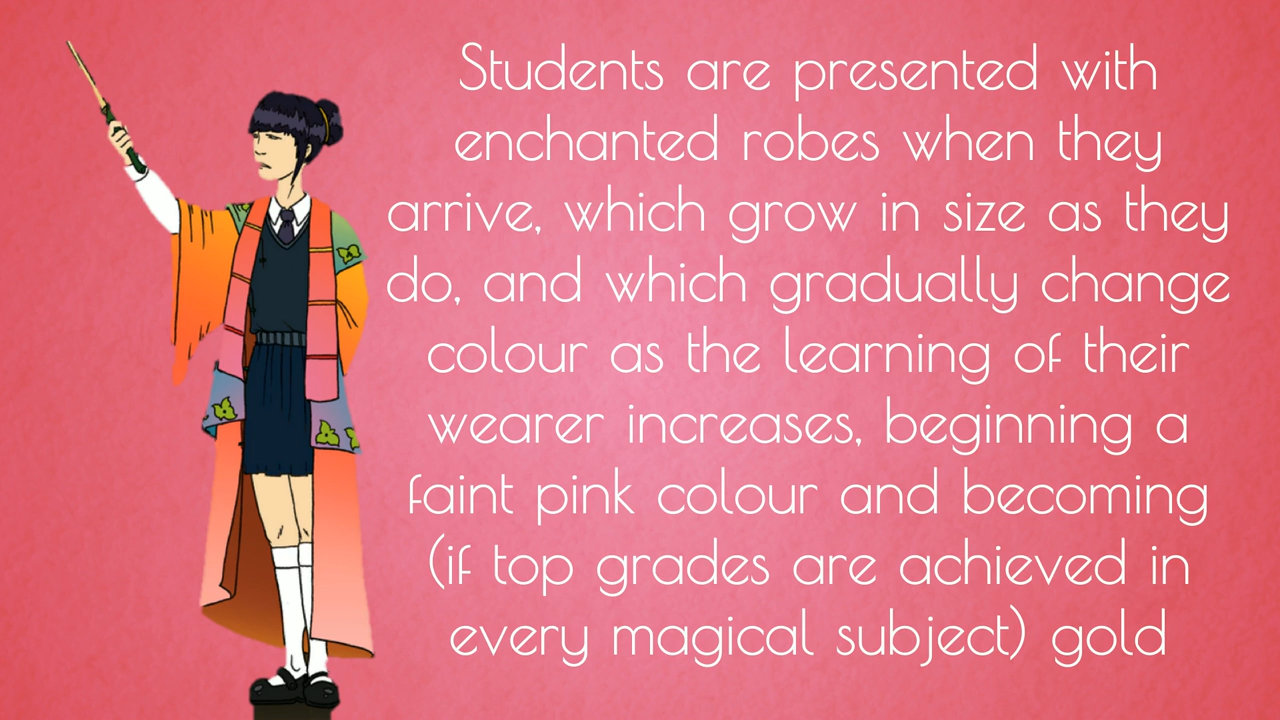 Students are presented with
enchanted robes when they
arrive, which grow in size as they
do, and which gradually change
colour as the learning of their
wearer increases, beginning a
faint pink colour and becoming
(if top grades are achieved in
every magical subject) gold